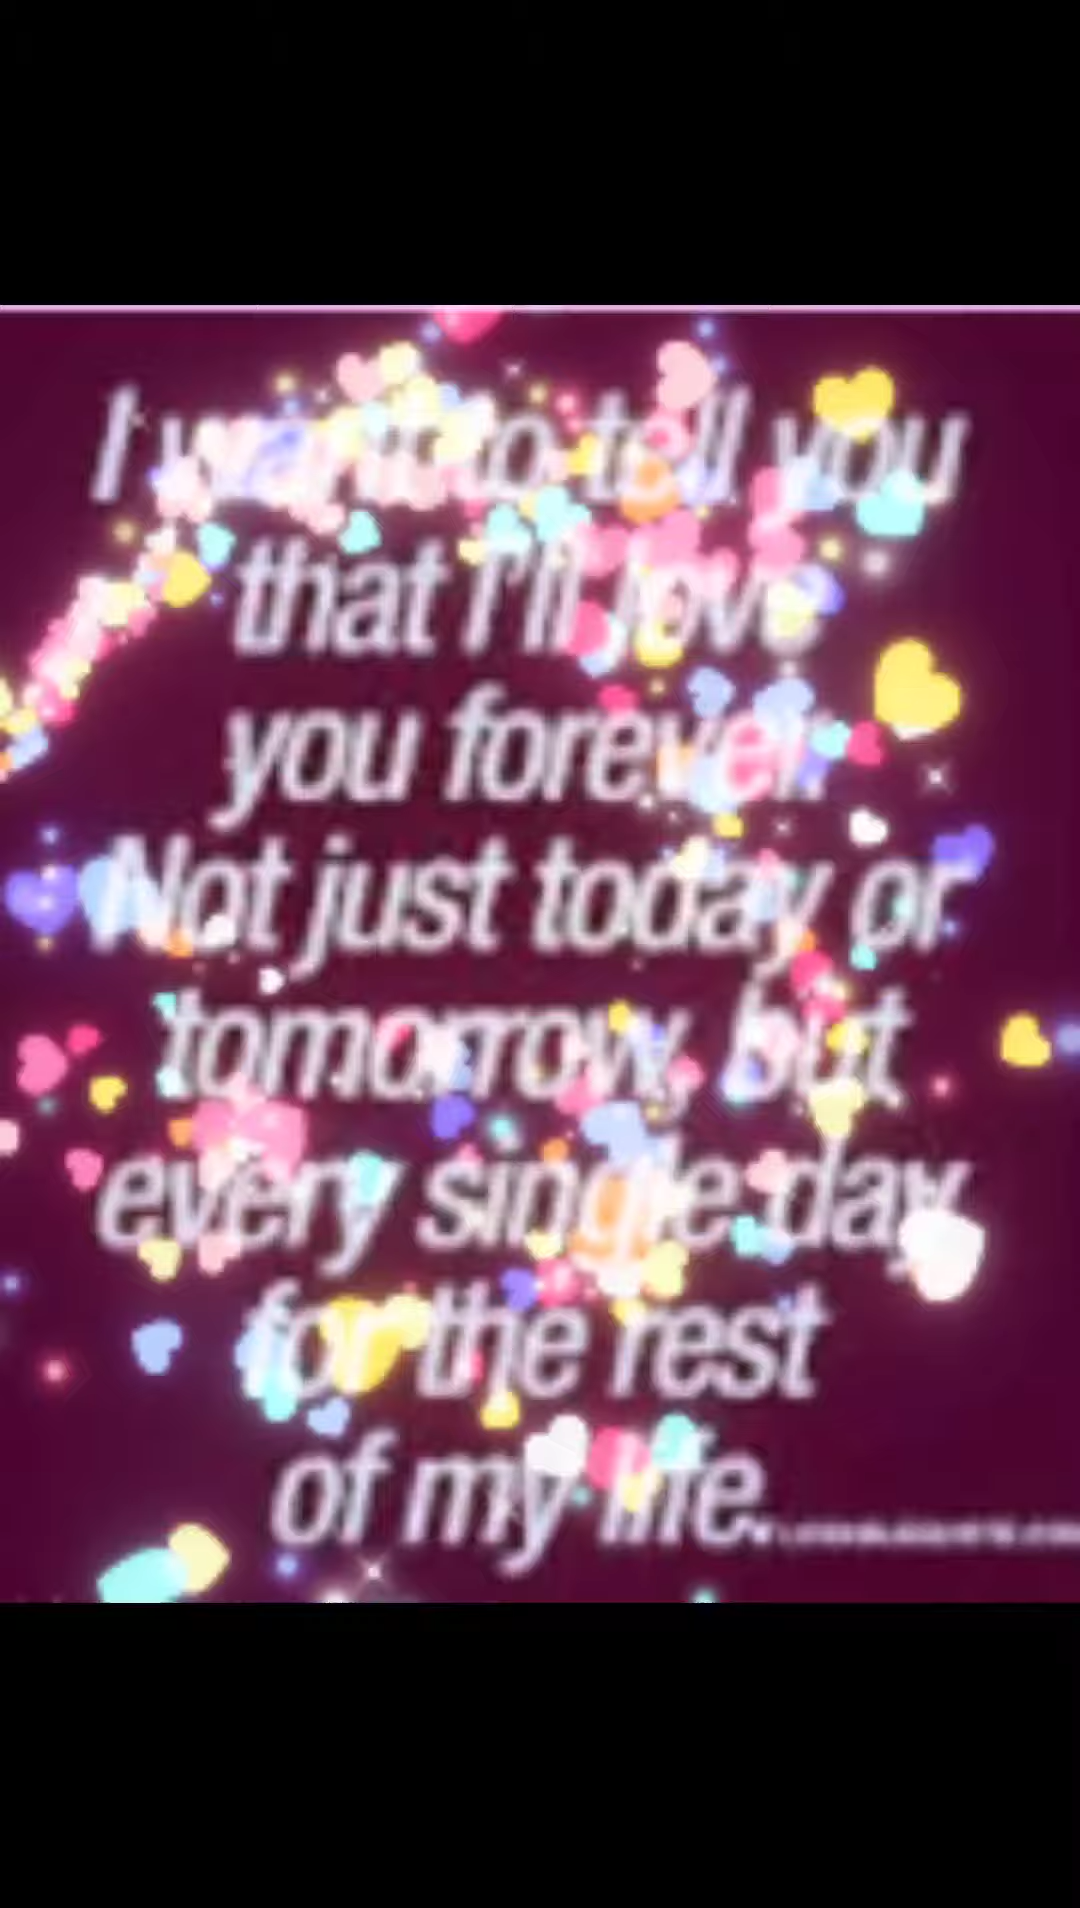 I want to tell you
that I'll love
you forever.
Not just today or
tomorrow, but
every single day
for the rest
of my life.